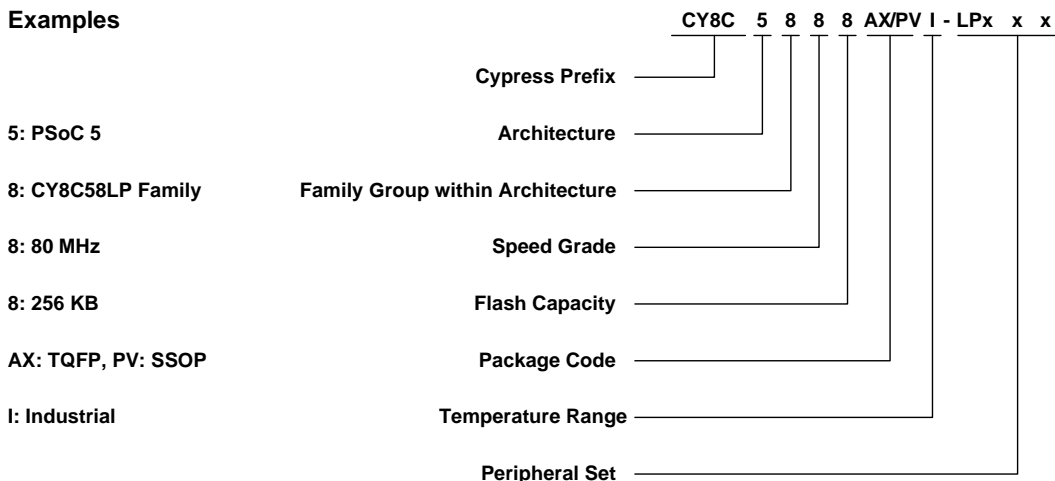 Examples CY8C 5 8 8 8 AX/PV I - LPx x x
Cypress Prefix
5: PSoC 5 Architecture
8: CY8C58LP Family Family Group within Architecture
8: 80 MHz Speed Grade
8: 256 KB Flash Capacity
AX: TQFP, PV: SSOP Package Code
I: Industrial Temperature Range
Peripheral Set